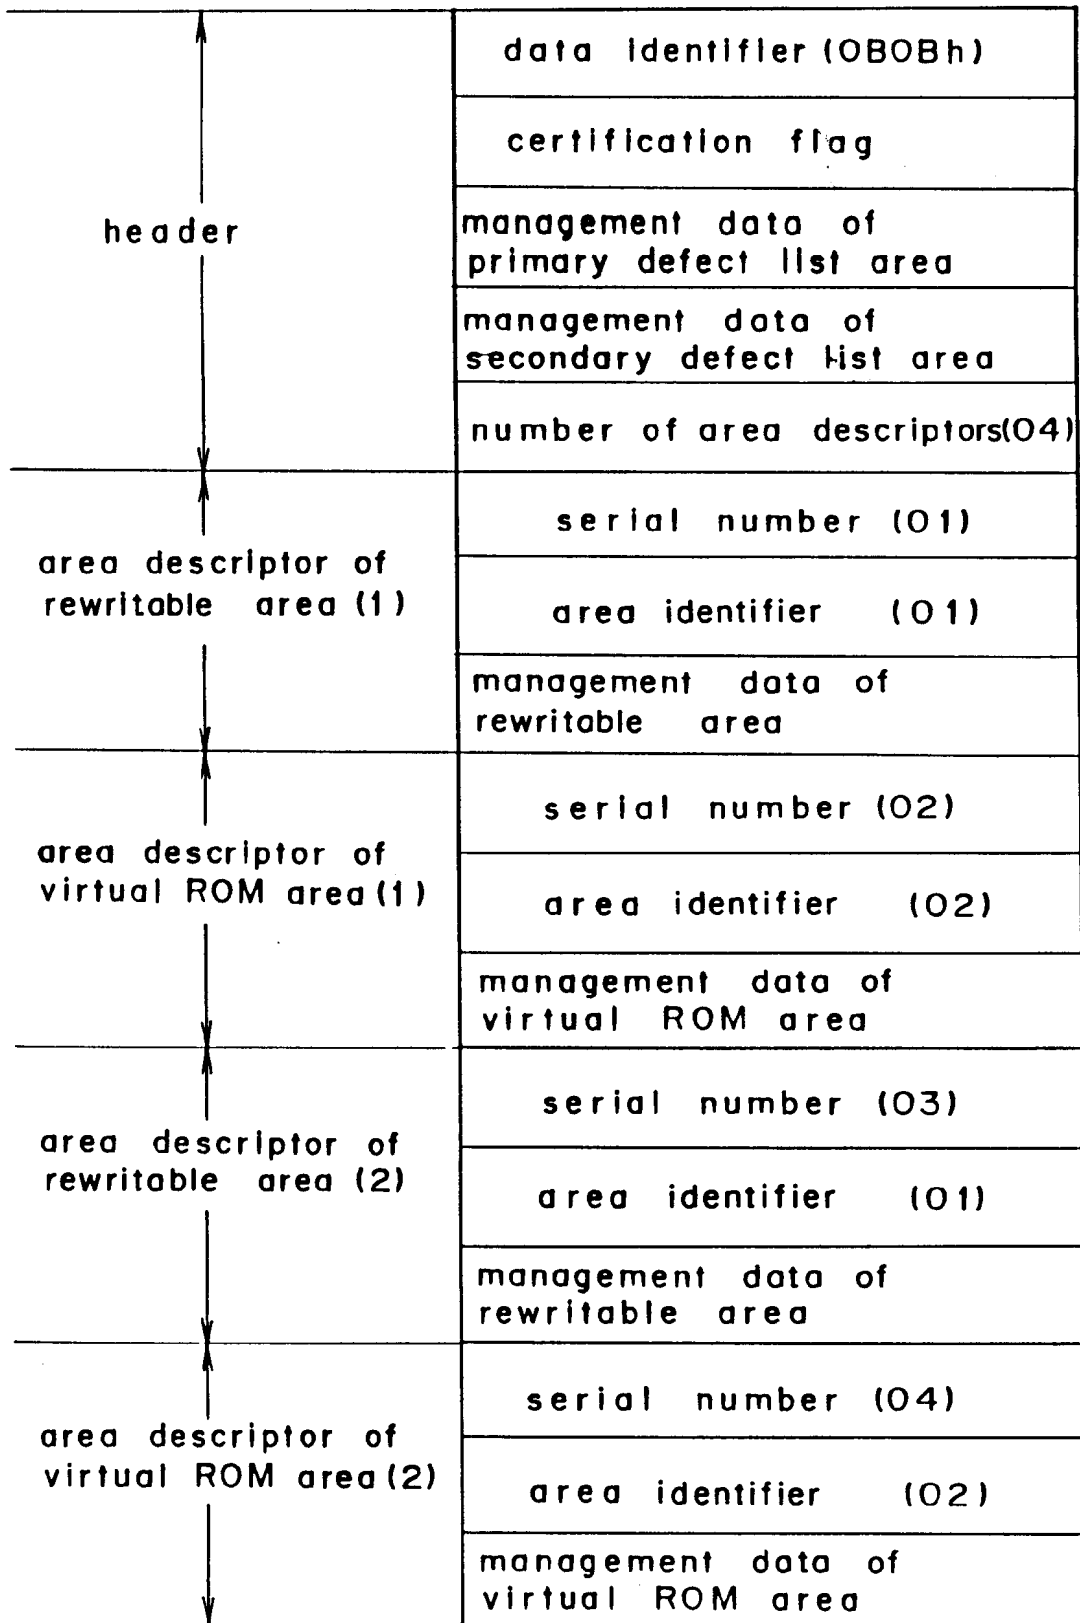 header
data identifier (0B0Bh)
certification flag
management data of
primary defect list area
management data of
secondary defect list area
number of area descriptors(04)
area descriptor of
rewritable area (1)
serial number (01)
area identifier (01)
management data of
rewritable area
area descriptor of
virtual ROM area (1)
serial number (02)
area identifier (02)
management data of
virtual ROM area
area descriptor of
rewritable area (2)
serial number (03)
area identifier (01)
management data of
rewritable area
area descriptor of
virtual ROM area (2)
serial number (04)
area identifier (02)
management data of
virtual ROM area